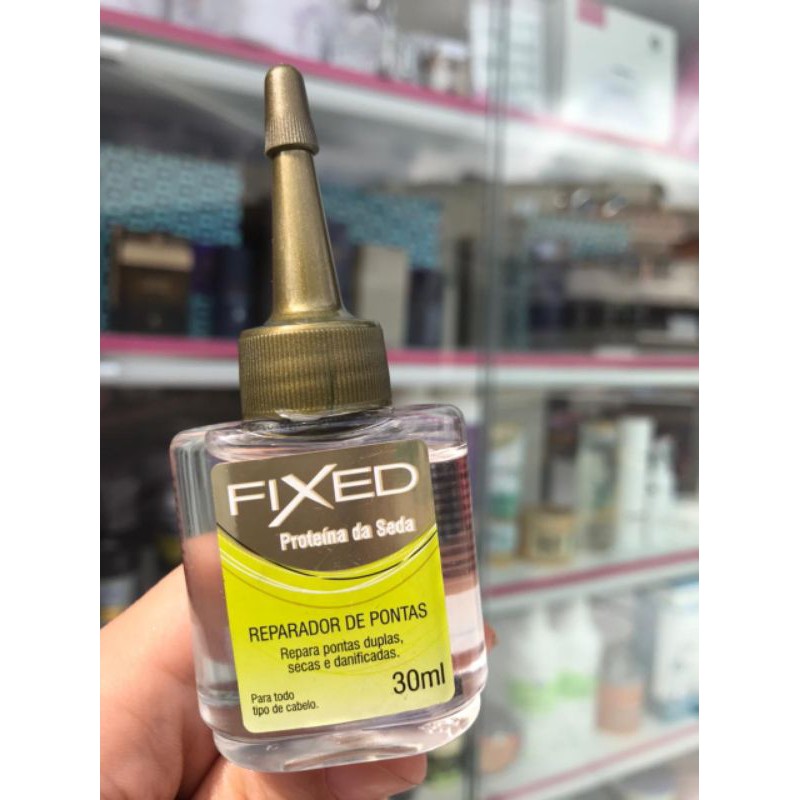 FIXED
Proteína da Seda
REPARADOR DE PONTAS
Repara pontas duplas,
secas e danificadas.
30ml
Para todo
tipo de cabelo.